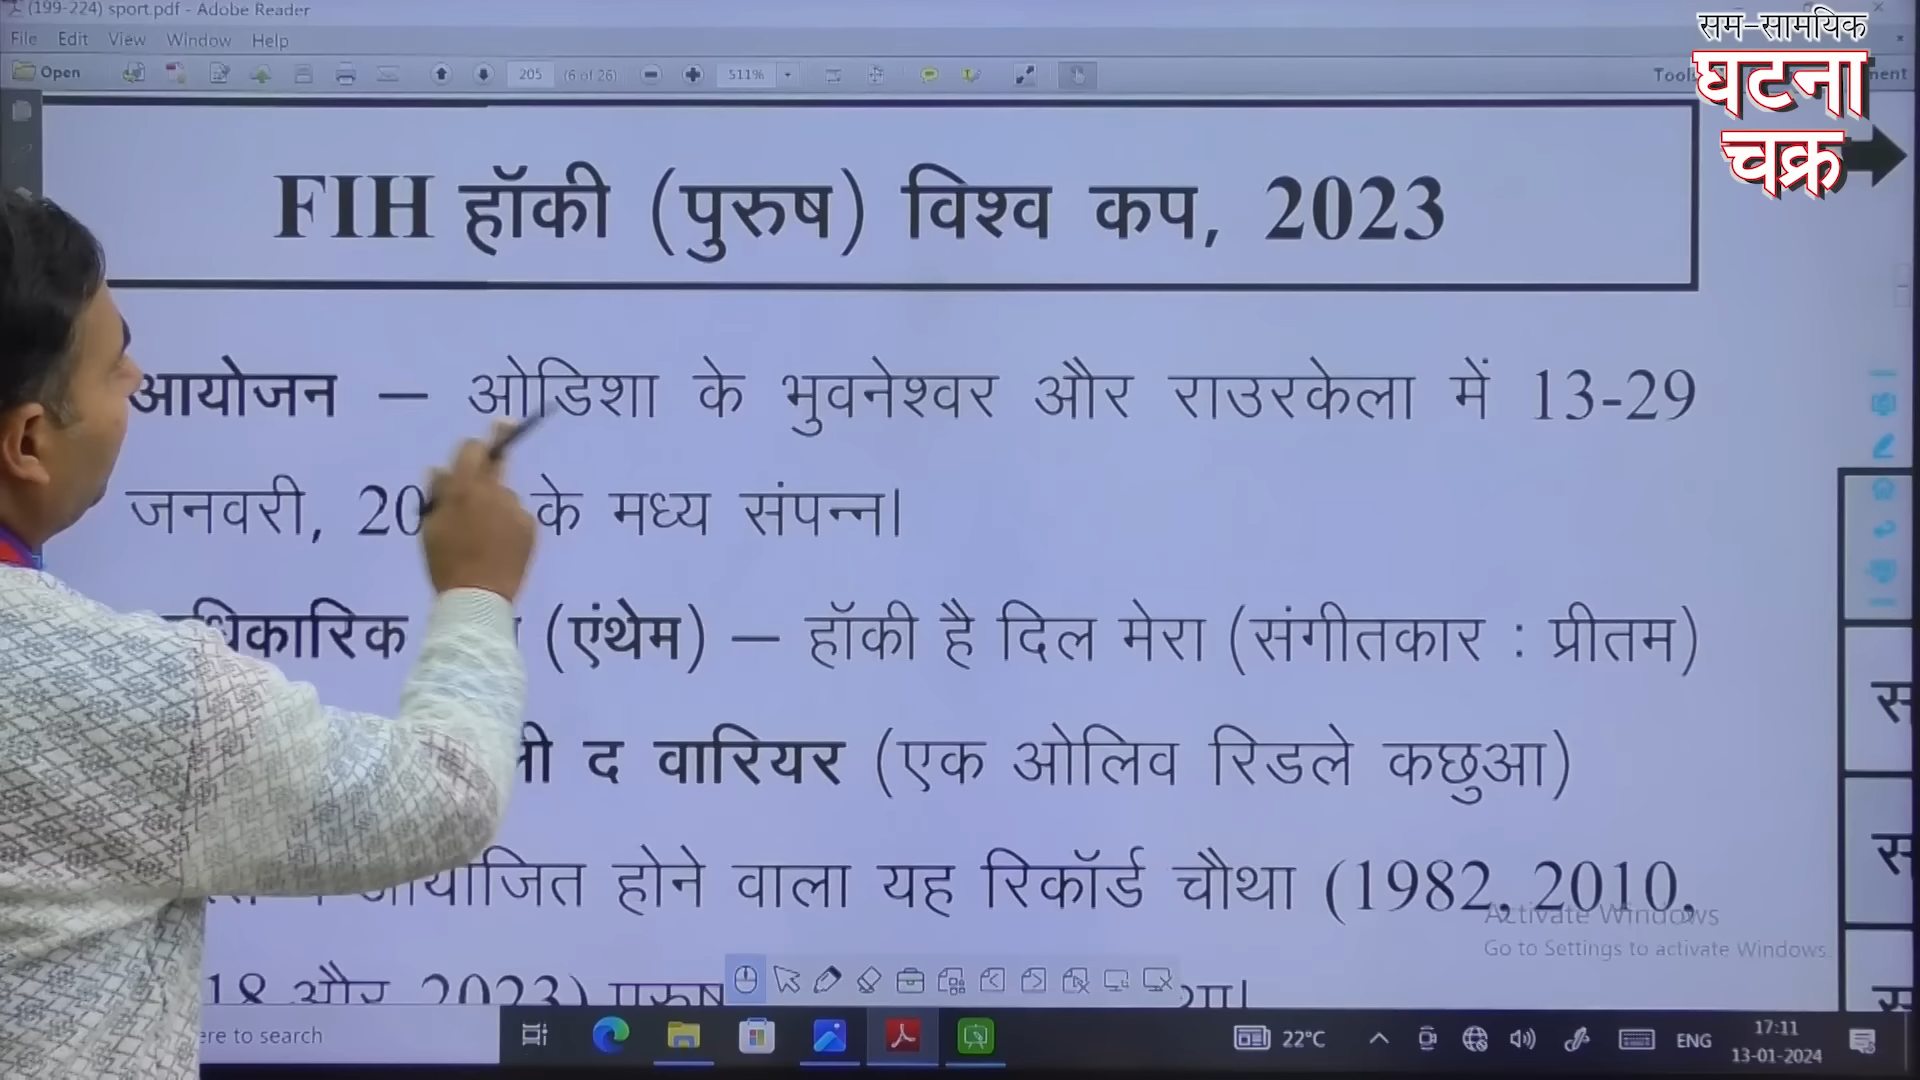 (199-224) sport.pdf - Adobe Reader
File Edit View Window Help
Open 205 (6 of 26) 511%
सम-सामयिक
घटना
चक्र
FIH हॉकी (पुरुष) विश्व कप, 2023
आयोजन – ओडिशा के भुवनेश्वर और राउरकेला में 13-29
जनवरी, 20 के मध्य संपन्न।
(एंथेम) – हॉकी है दिल मेरा (संगीतकार : प्रीतम)
द वारियर (एक ओलिव रिडले कछुआ)
होने वाला यह रिकॉर्ड चौथा (1982, 2010,
18 और 2023) पुरुष
Activate Windows
Go to Settings to activate Windows.
स
स
स
to search
22°C
ENG
17:11
13-01-2024